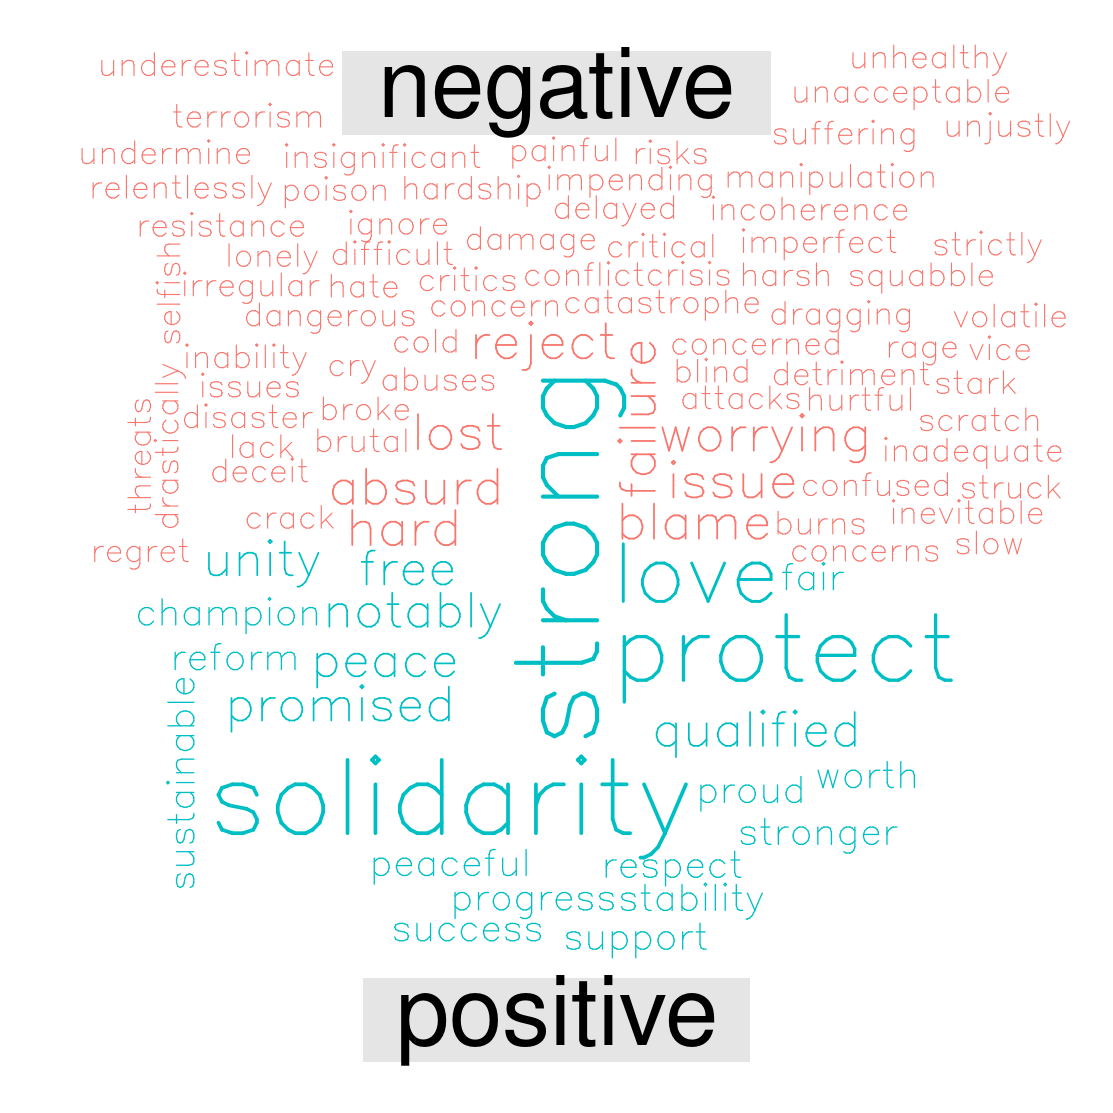 negative
underestimate
unhealthy
unacceptable
terrorism
suffering
unjustly
undermine
insignificant
painful
risks
relentlessly
poison
hardship
impending
manipulation
delayed
incoherence
resistance
ignore
damage
critical
imperfect
strictly
lonely
difficult
selfish
irregular
hate
critics
conflict
crisis
harsh
squabble
dangerous
concern
catastrophe
dragging
volatile
cold
reject
failure
concerned
rage
vice
inability
cry
abuses
blind
detriment
stark
issues
attacks
hurtful
threats
drastically
disaster
broke
lost
worrying
scratch
lack
brutal
inadequate
deceit
absurd
issue
confused
struck
crack
hard
blame
burns
inevitable
regret
concerns
slow
strong
unity
free
love
fair
champion
notably
protect
reform
peace
sustainable
promised
qualified
solidarity
proud
worth
stronger
peaceful
respect
progress
stability
success
support
positive